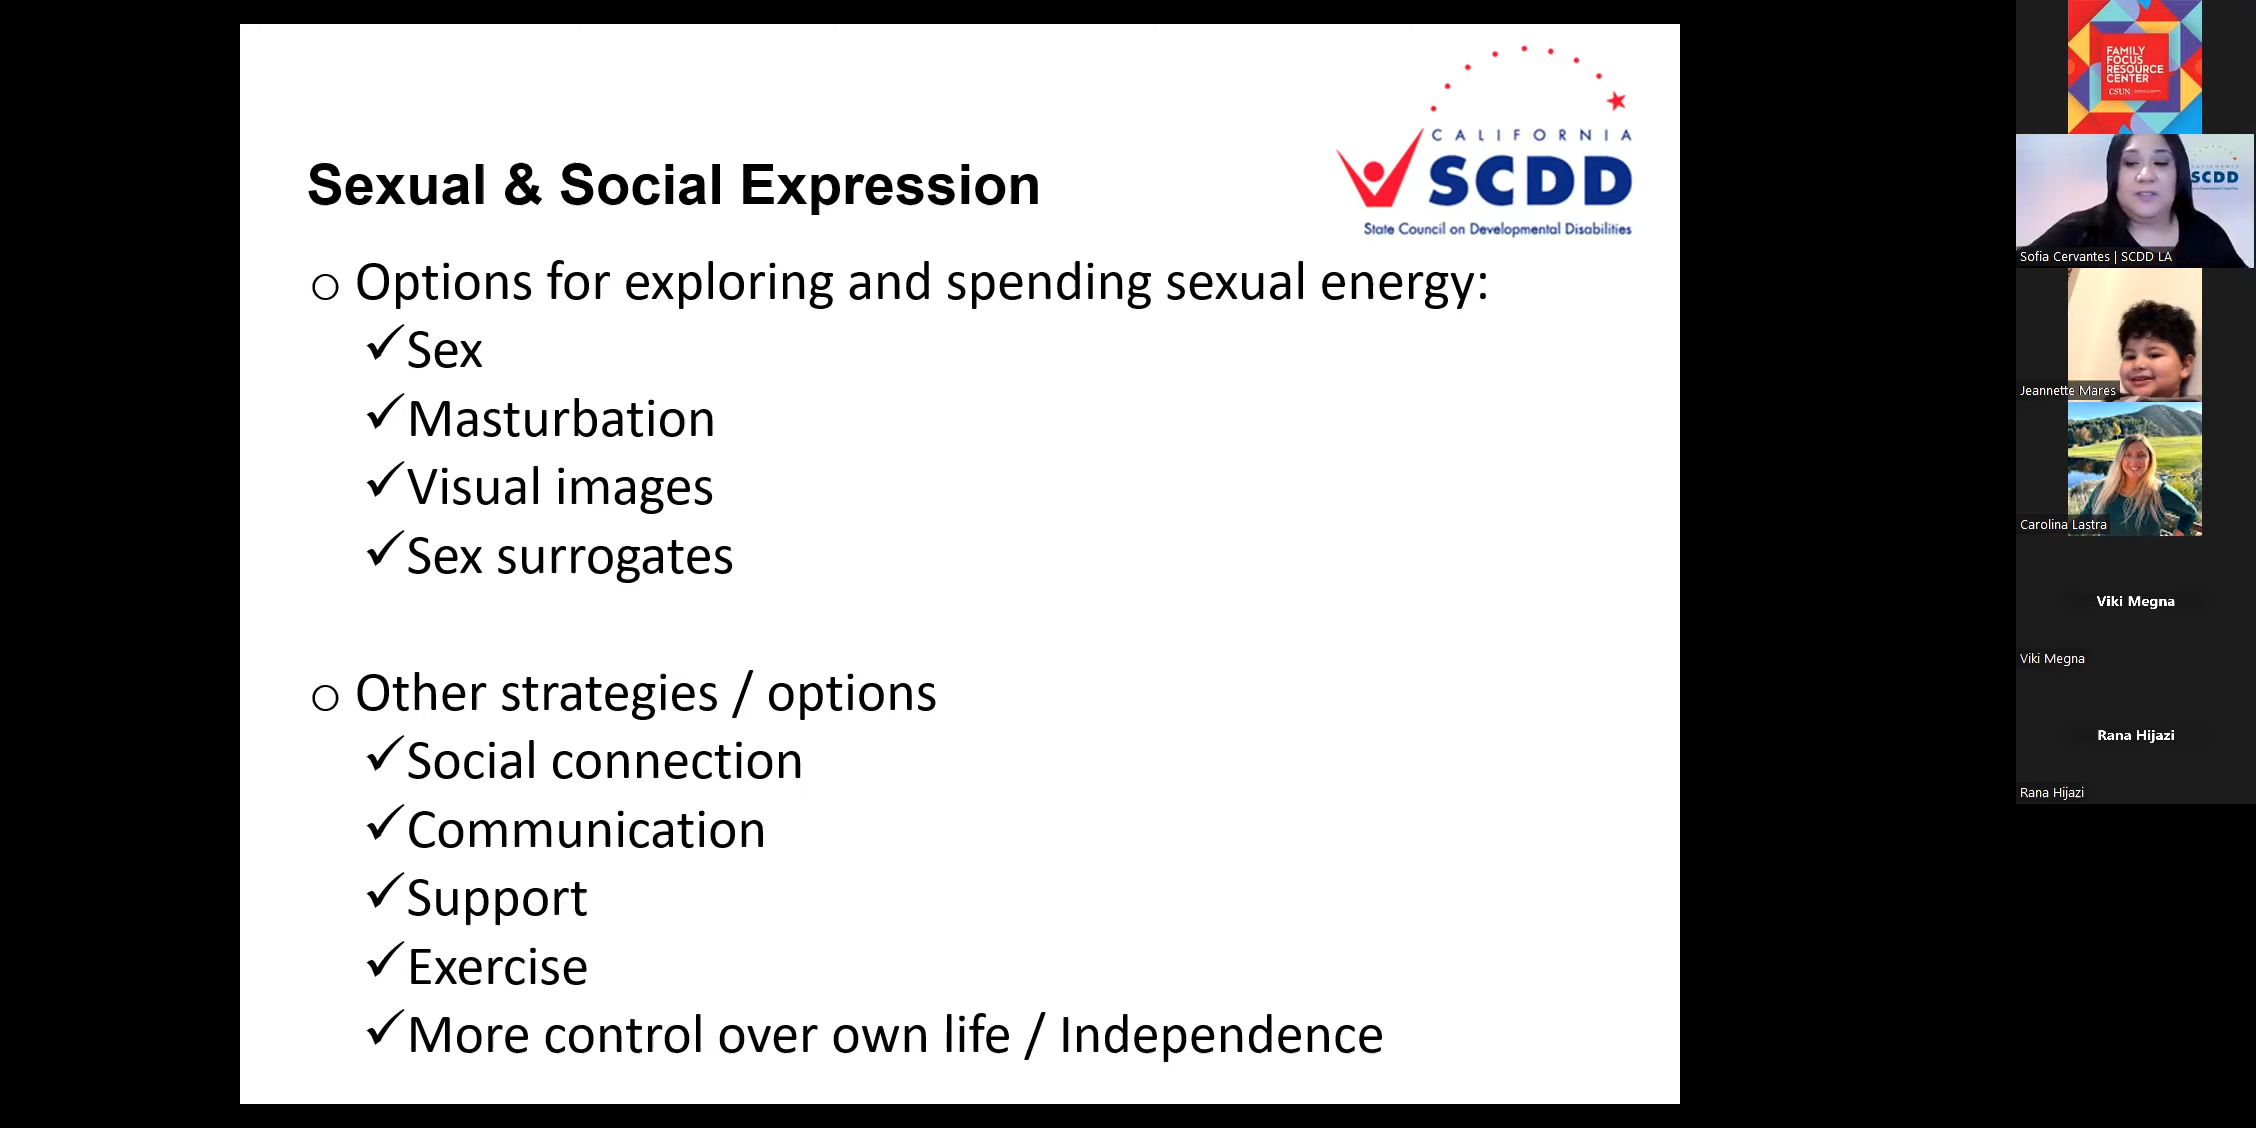 CALIFORNIA
SCDD
State Council on Developmental Disabilities
Sexual & Social Expression
o Options for exploring and spending sexual energy:
✓Sex
✓Masturbation
✓Visual images
✓Sex surrogates
o Other strategies / options
✓Social connection
✓Communication
✓Support
✓Exercise
✓More control over own life / Independence
FAMILY
FOCUS
RESOURCE
CENTER
CSUN
SCDD
Sofia Cervantes | SCDD LA
Jeannette Mares
Carolina Lastra
Viki Megna
Viki Megna
Rana Hijazi
Rana Hijazi